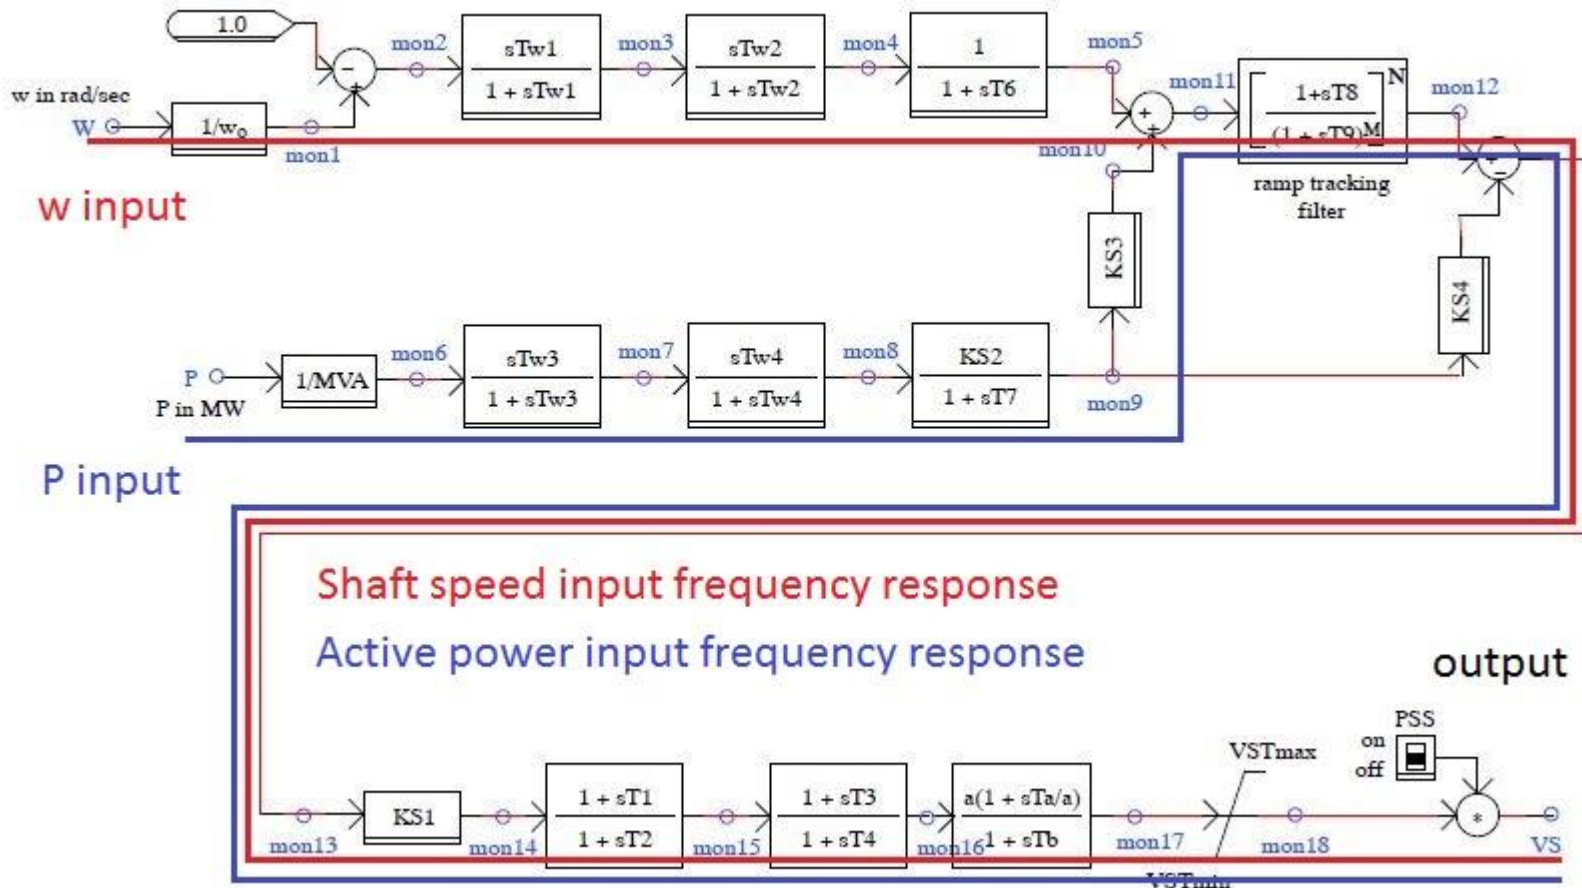 1.0
mon2
sTw1
1 + sTw1
mon3
sTw2
1 + sTw2
mon4
1
1 + sT6
mon5
mon11
1+sT8
(1 + sT9)
M
N
mon12
w in rad/sec
W
1/wo
mon1
mon10
ramp tracking
filter
w input
KS3
KS4
P
P in MW
1/MVA
mon6
sTw3
1 + sTw3
mon7
sTw4
1 + sTw4
mon8
KS2
1 + sT7
mon9
P input
Shaft speed input frequency response
Active power input frequency response
output
PSS
on
off
VSTmax
mon13
KS1
mon14
1 + sT1
1 + sT2
mon15
1 + sT3
1 + sT4
mon16
a(1 + sTa/a)
1 + sTb
mon17
VSTmin
mon18
*
VS